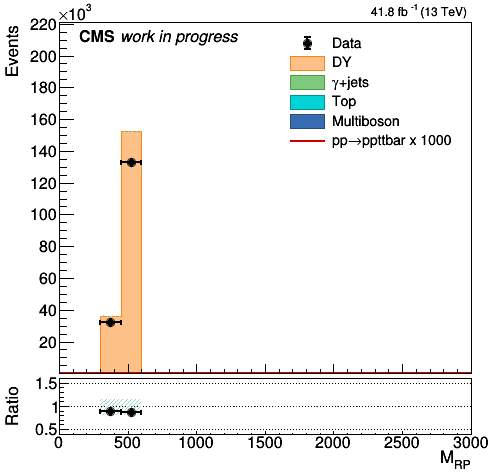 ×10³
41.8 fb⁻¹ (13 TeV)
CMS work in progress
Events
220
200
180
160
140
120
100
80
60
40
20
Data
DY
γ+jets
Top
Multiboson
pp→ppttbar x 1000
Ratio
1.5
1
0.5
0 500 1000 1500 2000 2500 3000
M_RP